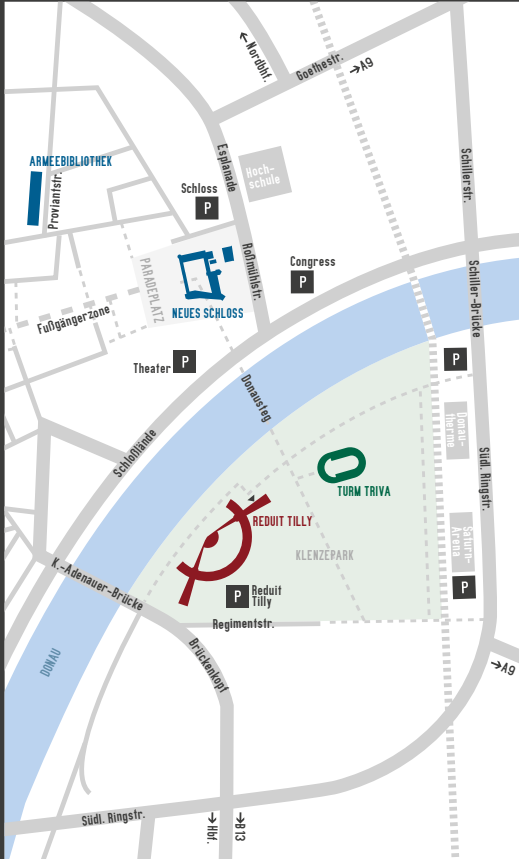 →Nordbhf.
Goethestr.
→A9
ARMEEBIBLIOTHEK
Proviantstr.
Esplanade
Hoch-
schule
Schillerstr.
Schloss
P
PARADEPLATZ
Roßmühlstr.
Congress
P
NEUES SCHLOSS
Schiller-Brücke
Fußgängerzone
Theater P
P
Donausteg
Donau-
therme
Schloßlände
Südl. Ringstr.
TURM TRIVA
REDUIT TILLY
Saturn-
Arena
KLENZEPARK
K.-Adenauer-Brücke
P
P Reduit
Tilly
Regimentstr.
DONAU
Brückenkopf
→A9
Südl. Ringstr.
→Hbf.
→B13